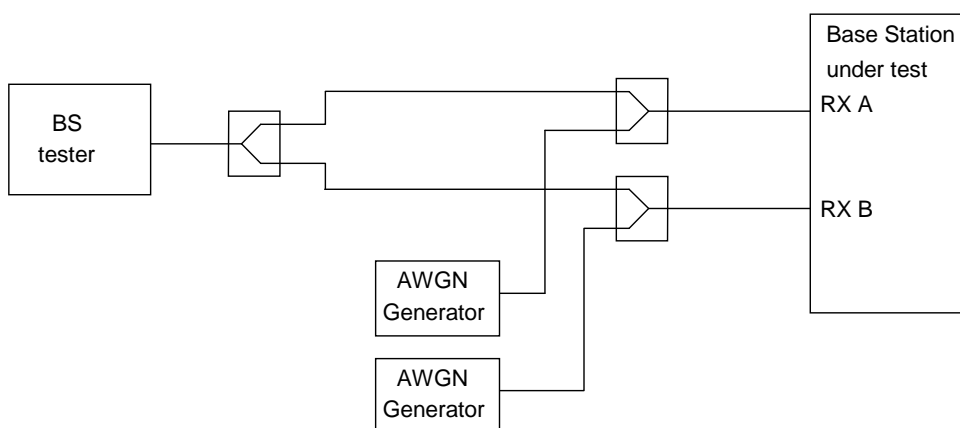 Base Station
under test
RX A
RX B
BS
tester
AWGN
Generator
AWGN
Generator